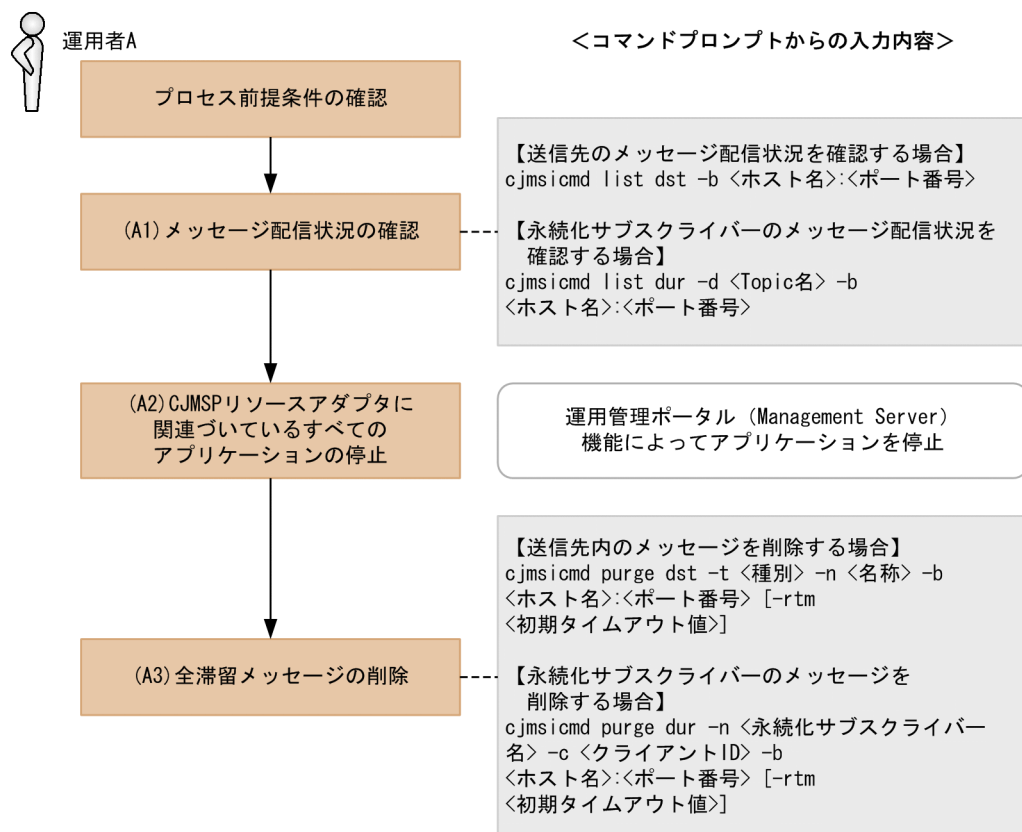 運用者A
<コマンドプロンプトからの入力内容>
プロセス前提条件の確認
【送信先のメッセージ配信状況を確認する場合】
cjmsicmd list dst -b <ホスト名>:<ポート番号>
(A1)メッセージ配信状況の確認
【永続化サブスクライバーのメッセージ配信状況を
確認する場合】
cjmsicmd list dur -d <Topic名> -b
<ホスト名>:<ポート番号>
(A2)CJMSPリソースアダプタに
関連づいているすべての
アプリケーションの停止
運用管理ポータル(Management Server)
機能によってアプリケーションを停止
【送信先内のメッセージを削除する場合】
cjmsicmd purge dst -t <種別> -n <名称> -b
<ホスト名>:<ポート番号> [-rtm
<初期タイムアウト値>]
(A3)全滞留メッセージの削除
【永続化サブスクライバーのメッセージを
削除する場合】
cjmsicmd purge dur -n <永続化サブスクライバー
名> -c <クライアントID> -b
<ホスト名>:<ポート番号> [-rtm
<初期タイムアウト値>]